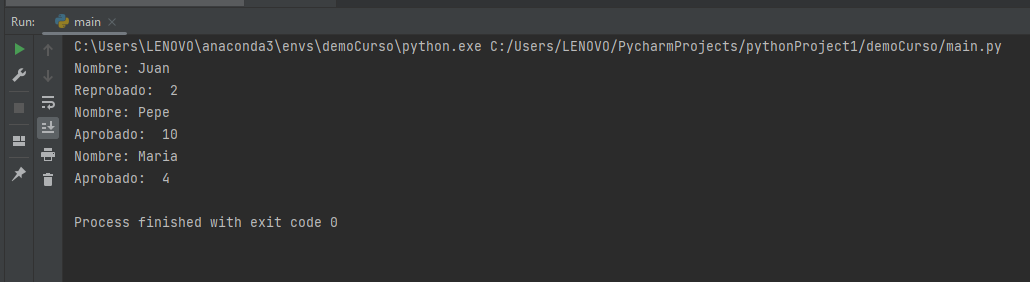 Run: main
C:\Users\LENOVO\anaconda3\envs\demoCurso\python.exe C:/Users/LENOVO/PycharmProjects/pythonProject1/demoCurso/main.py
Nombre: Juan
Reprobado:  2
Nombre: Pepe
Aprobado:  10
Nombre: Maria
Aprobado:  4
Process finished with exit code 0